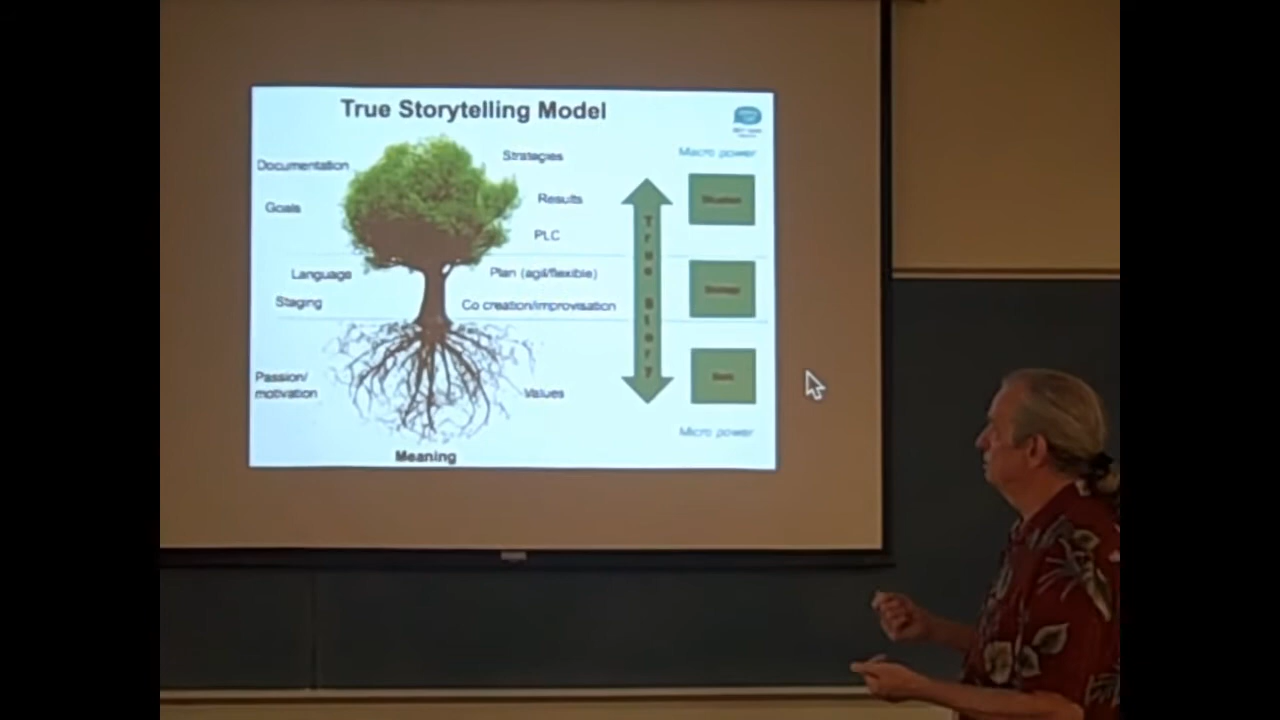 True Storytelling Model
Documentation
Strategies
Macro power
Goals
Results
PLC
Language
Plan (agil/flexible)
Staging
Co creation/improvisation
True Story
Passion/
motivation
Values
Micro power
Meaning